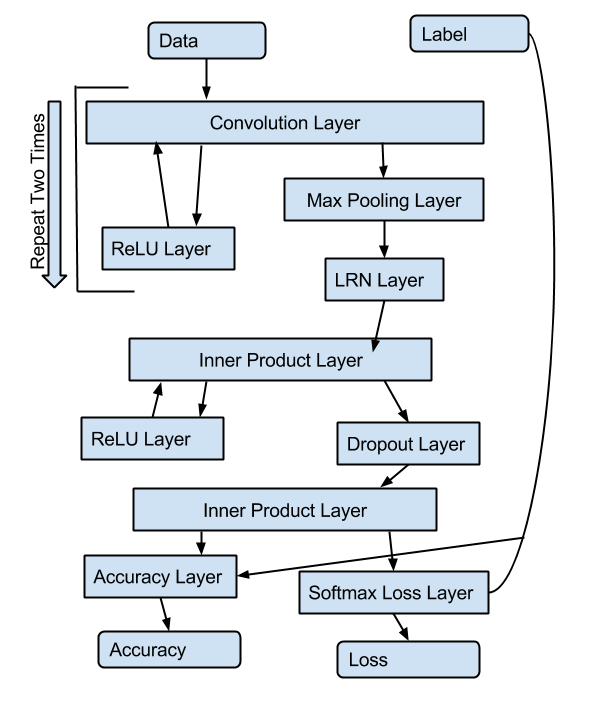 Data
Label
Repeat Two Times
Convolution Layer
Max Pooling Layer
ReLU Layer
LRN Layer
Inner Product Layer
ReLU Layer
Dropout Layer
Inner Product Layer
Accuracy Layer
Softmax Loss Layer
Accuracy
Loss